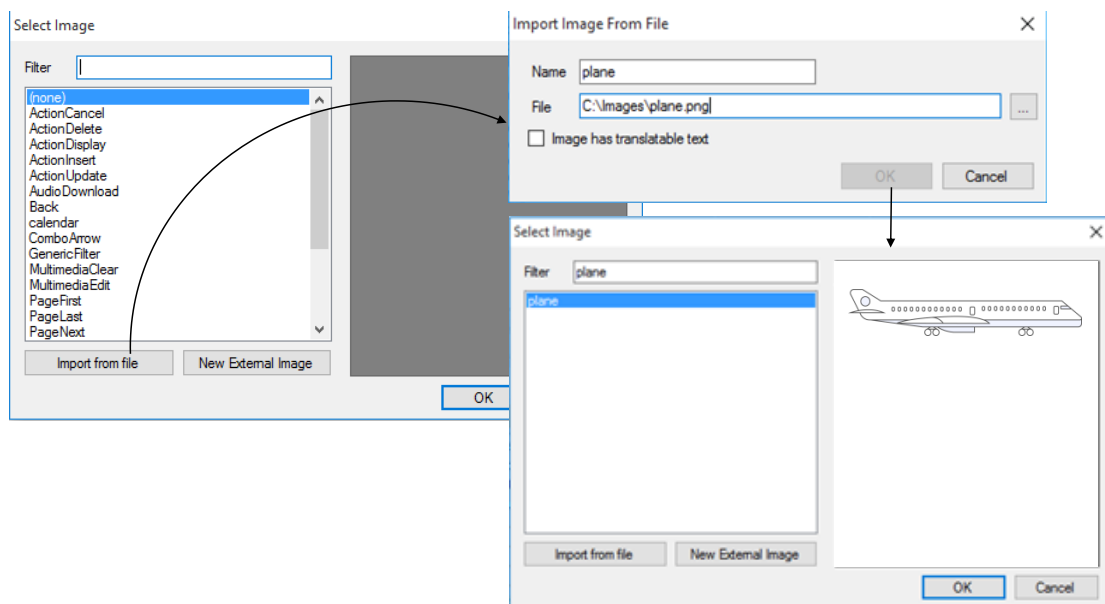 Select Image
Filter
(none)
ActionCancel
ActionDelete
ActionDisplay
ActionInsert
ActionUpdate
AudioDownload
Back
calendar
ComboArrow
GenericFilter
MultimediaClear
MultimediaEdit
PageFirst
PageLast
PageNext
Import from file New External Image
OK
Import Image From File
Name plane
File C:\Images\plane.png
...
Image has translatable text
OK Cancel
Select Image
Filter plane
plane
Import from file New External Image
OK Cancel